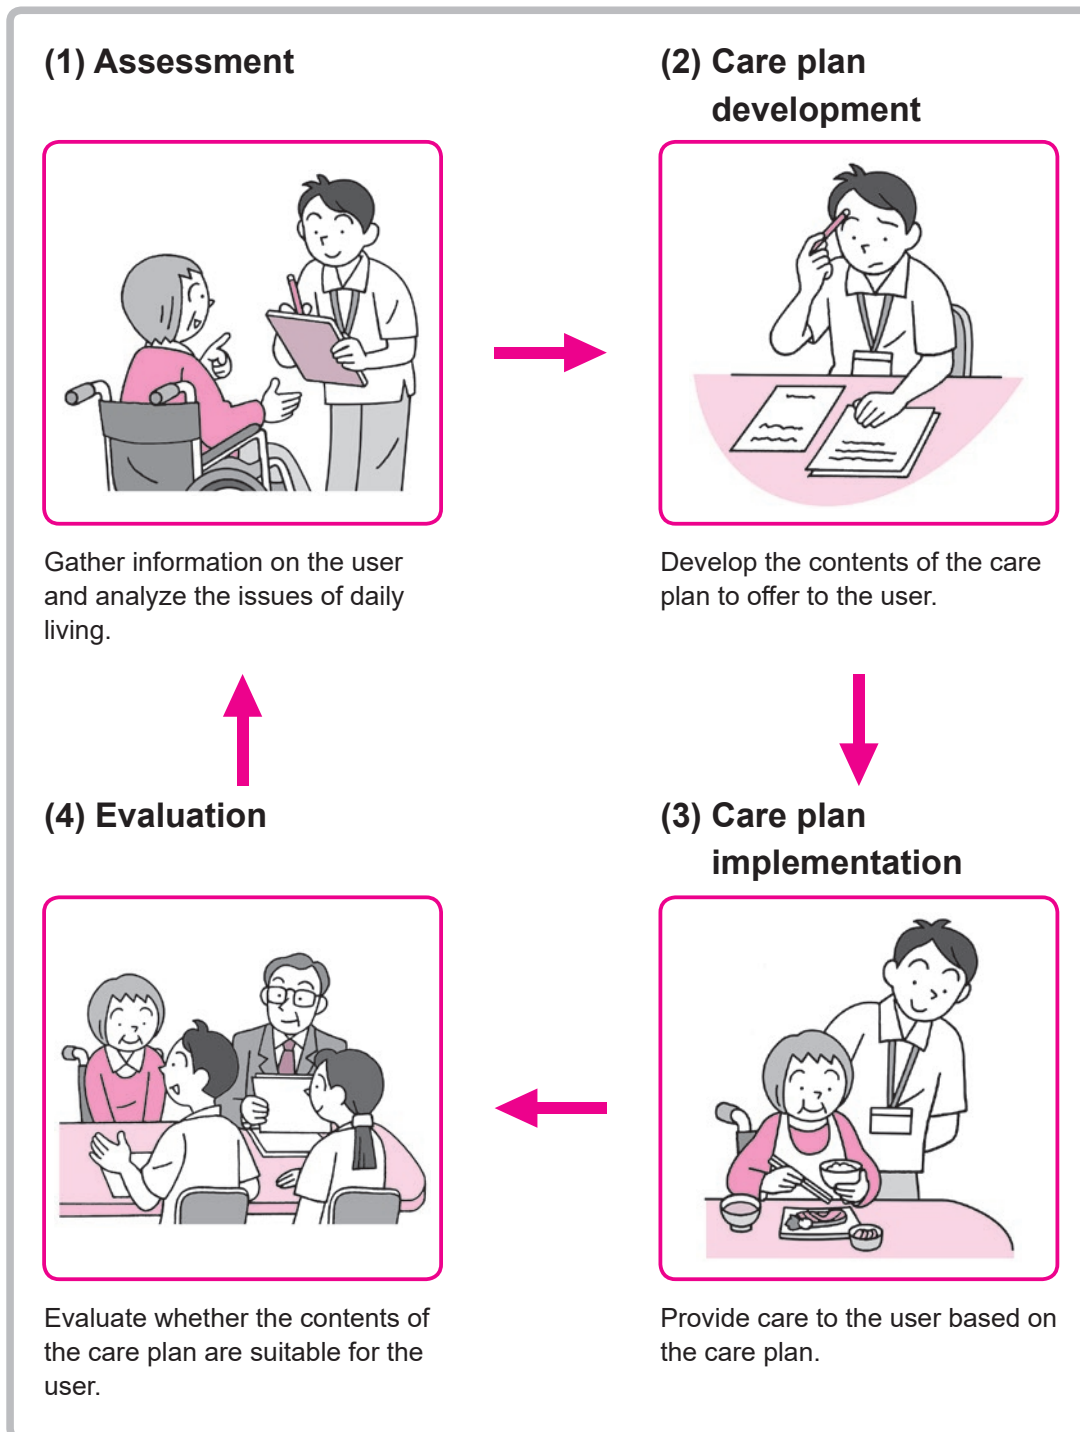 (1) Assessment
Gather information on the user
and analyze the issues of daily
living.
(2) Care plan
development
Develop the contents of the care
plan to offer to the user.
(3) Care plan
implementation
Provide care to the user based on
the care plan.
(4) Evaluation
Evaluate whether the contents of
the care plan are suitable for the
user.